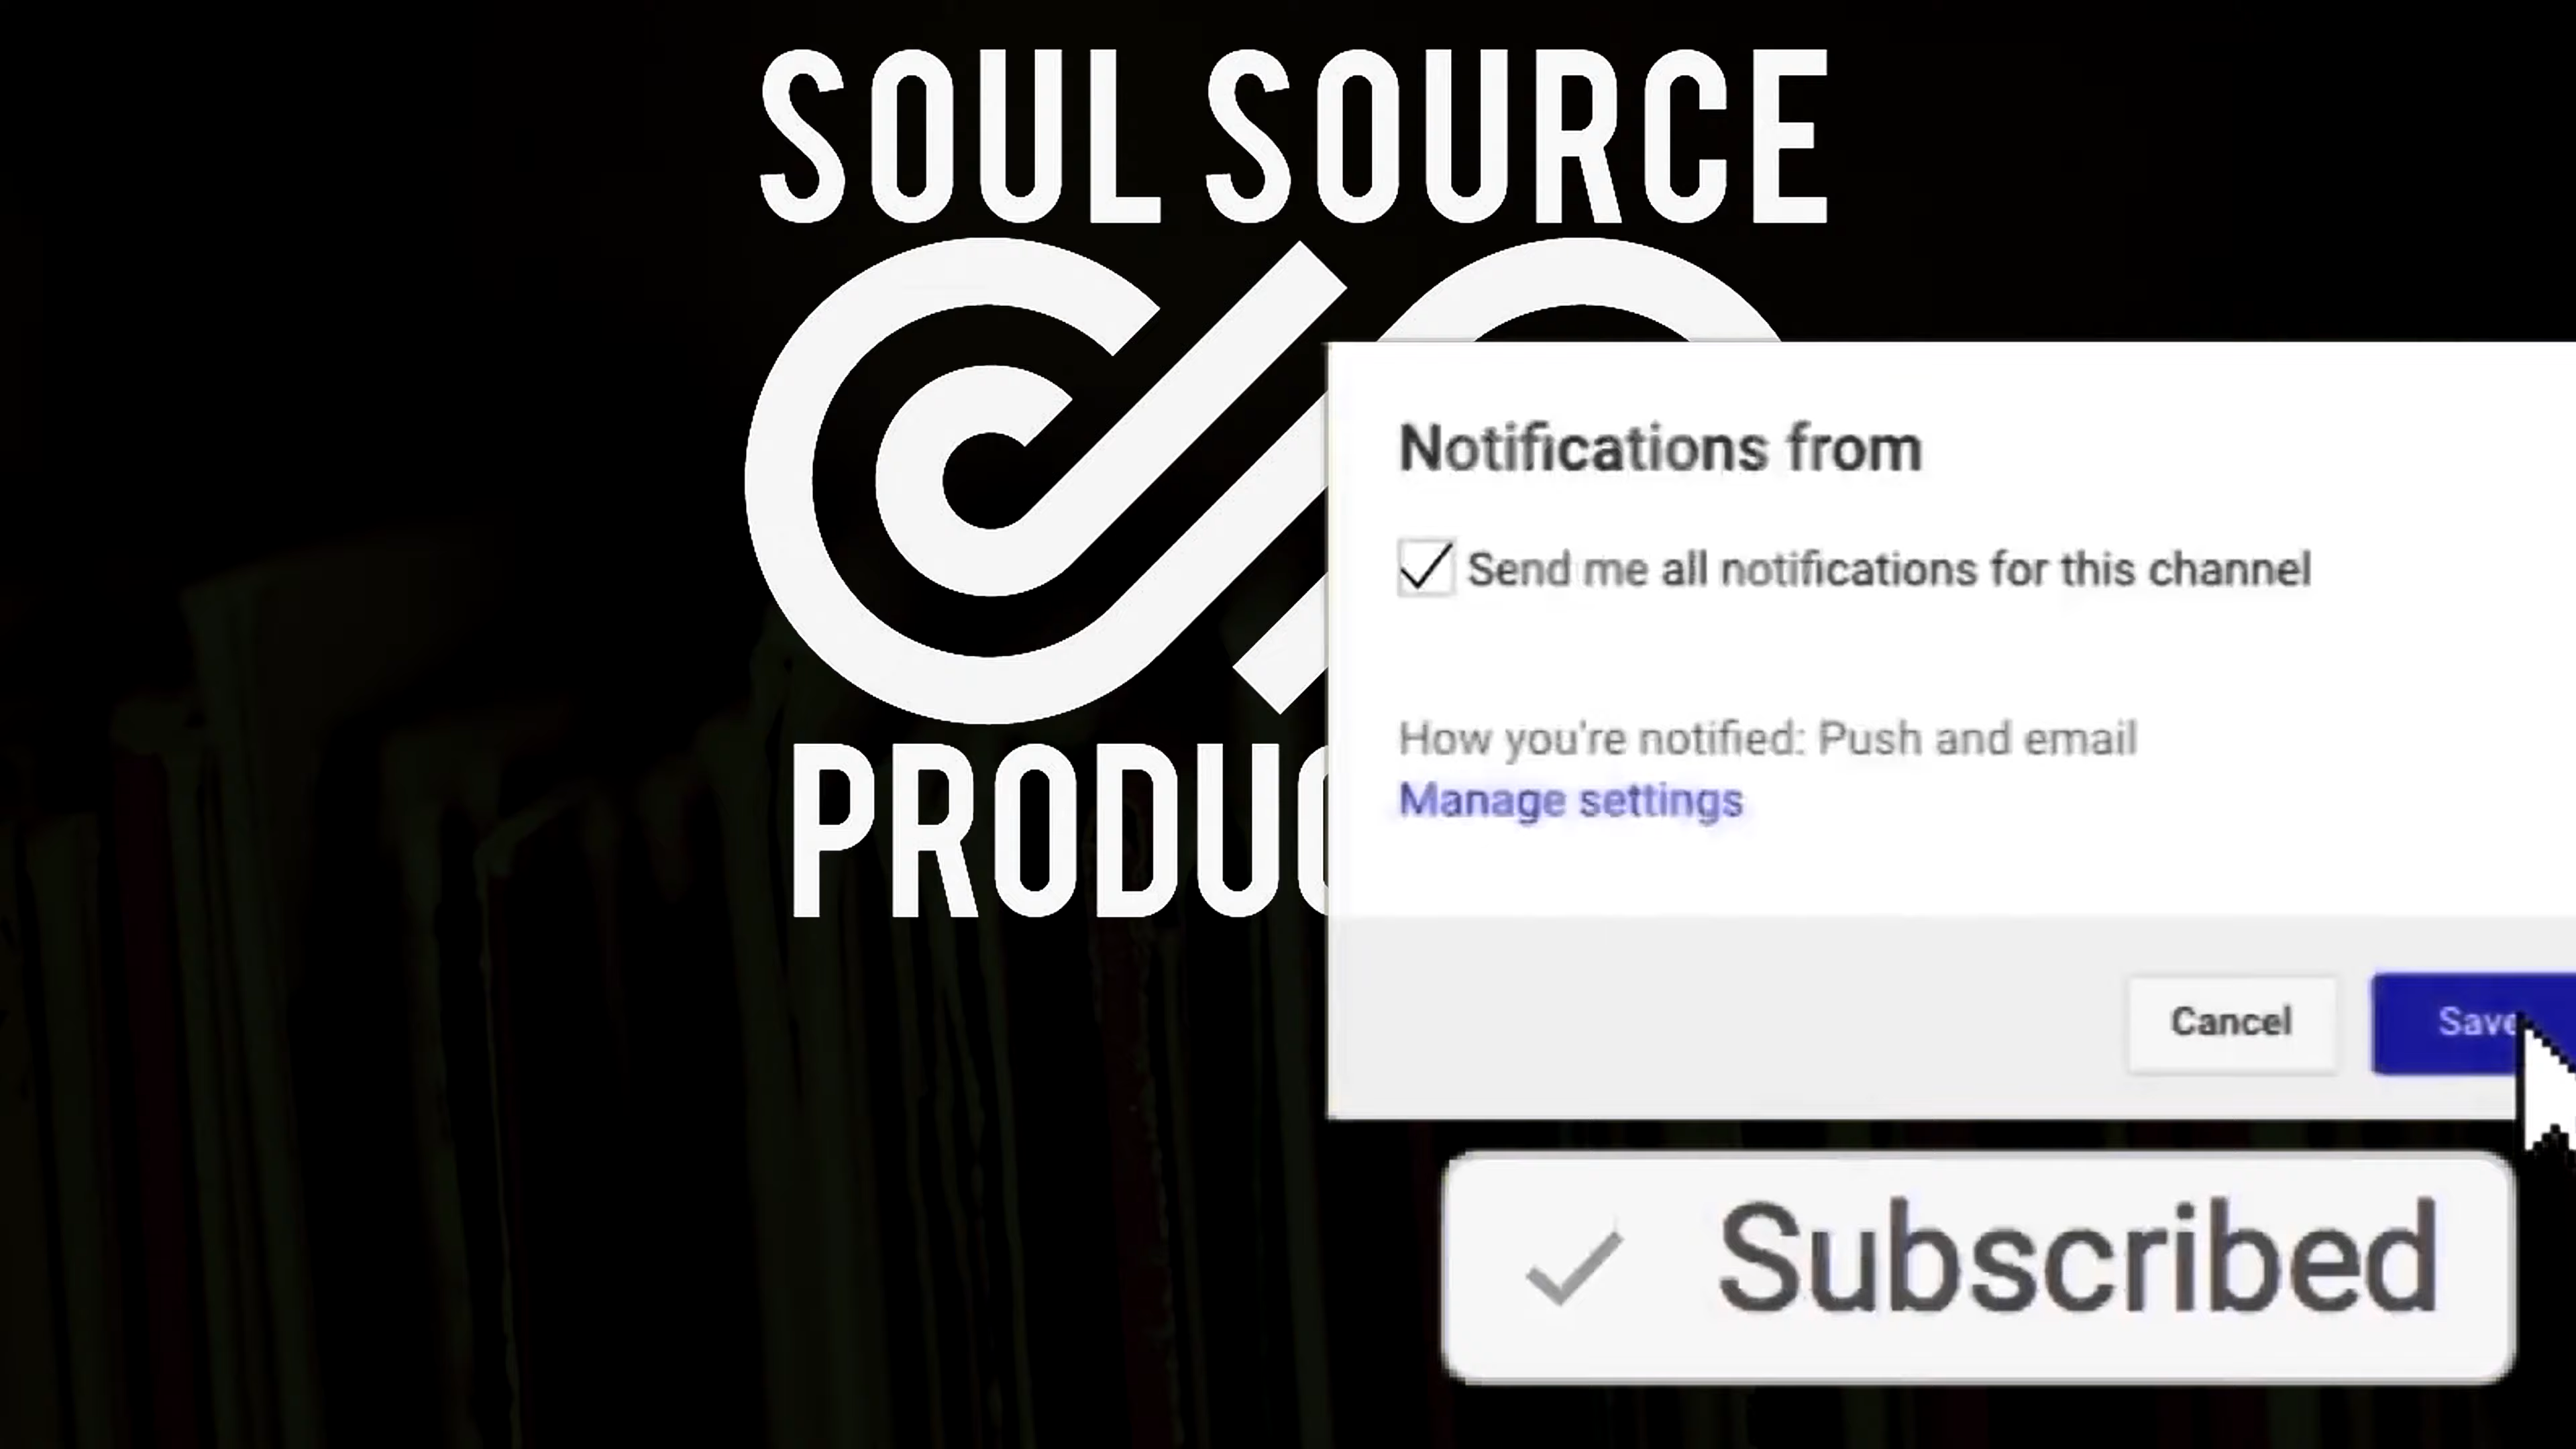 SOUL SOURCE
PRODUC
Notifications from
Send me all notifications for this channel
How you're notified: Push and email
Manage settings
Cancel
Save
Subscribed